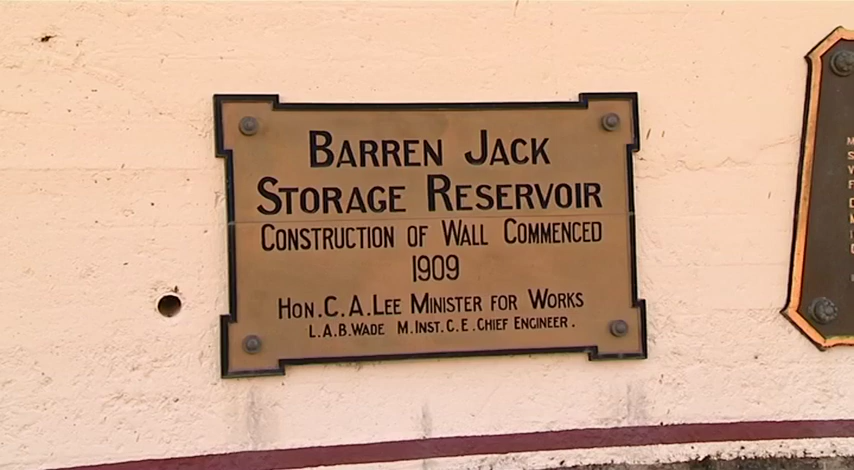 Barren Jack
Storage Reservoir
Construction of Wall Commenced
1909
Hon. C. A. Lee Minister for Works
L.A.B. Wade M.Inst.C.E. Chief Engineer.